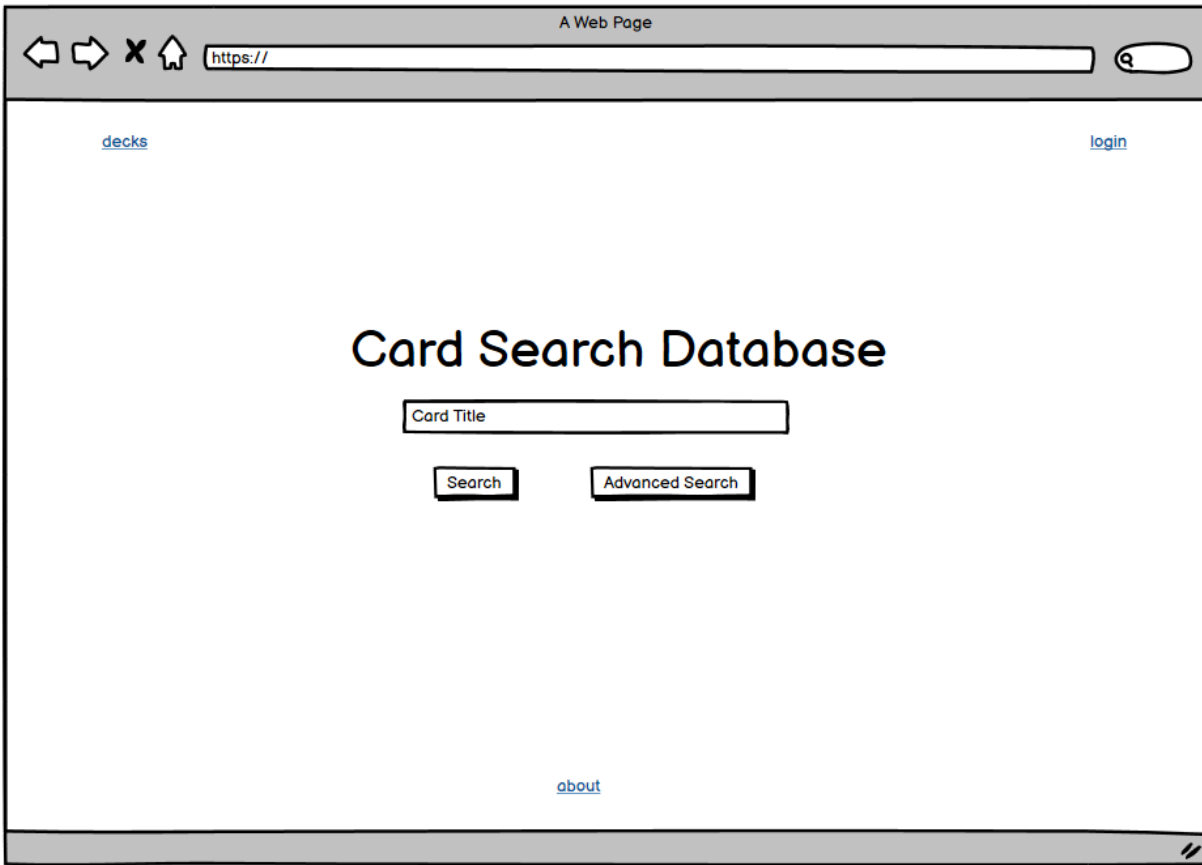 A Web Page
https://
decks
login
Card Search Database
Card Title
Search
Advanced Search
about